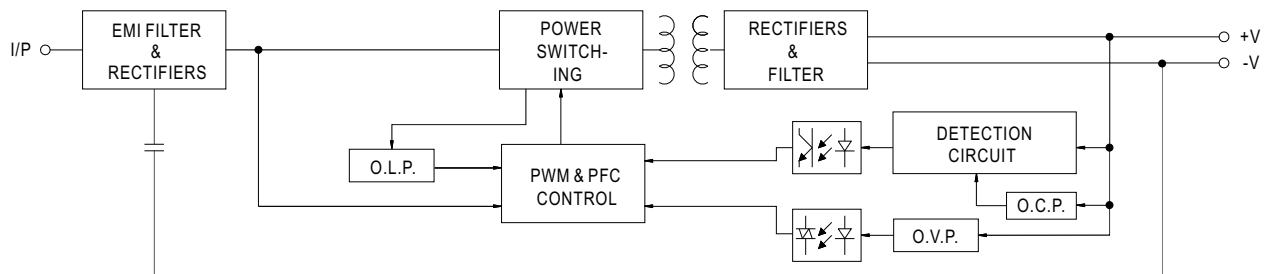 I/P
EMI FILTER
&
RECTIFIERS
POWER
SWITCH-
ING
RECTIFIERS
&
FILTER
+V
-V
O.L.P.
PWM & PFC
CONTROL
DETECTION
CIRCUIT
O.C.P.
O.V.P.